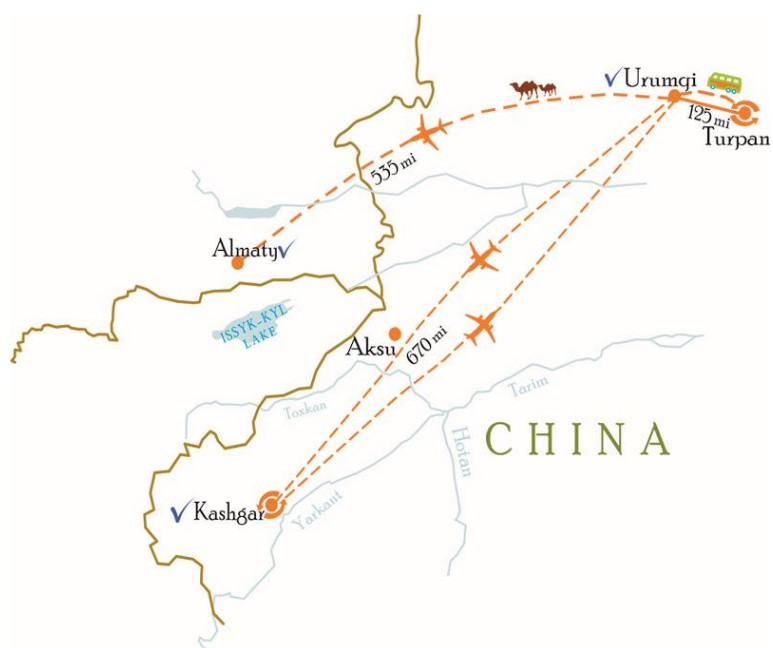 Urumqi
125 mi
Turpan
535 mi
Almaty
ISSYK-KYL
LAKE
Aksu
670 mi
Toxkan
Tarim
Hotan
CHINA
Kashgar
Yarkant